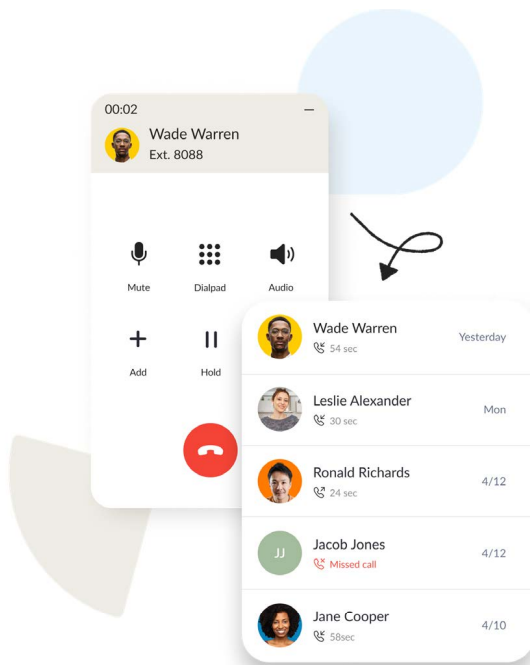 00:02
Wade Warren
Ext. 8088
Mute
Dialpad
Audio
Add
Hold
Wade Warren
54 sec
Yesterday
Leslie Alexander
30 sec
Mon
Ronald Richards
24 sec
4/12
JJ
Jacob Jones
Missed call
4/12
Jane Cooper
58sec
4/10